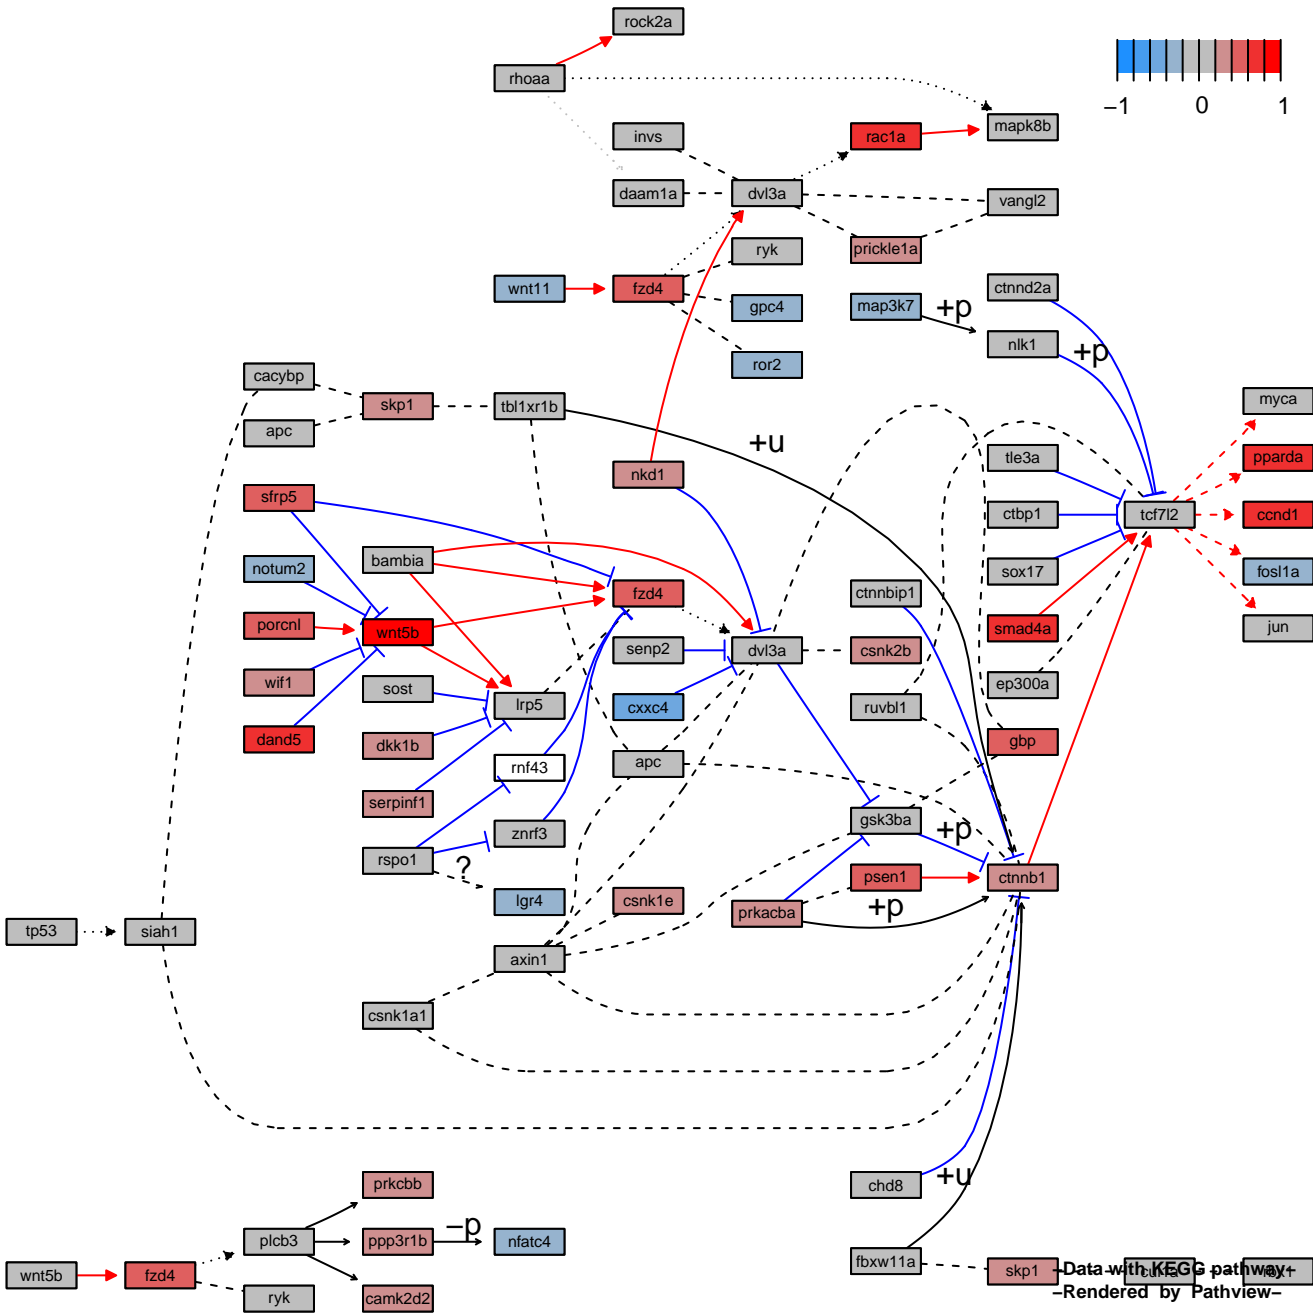 rock2a
rhoaa
−1 0 1
mapk8b
invs
rac1a
daam1a
dvl3a
vangl2
ryk
prickle1a
wnt11
fzd4
ctnnd2a
gpc4
map3k7
+p
nlk1
+p
ror2
cacybp
skp1
tbl1xr1b
myca
apc
+u
tle3a
pparda
nkd1
sfrp5
ctbp1
tcf7l2
ccnd1
bambia
notum2
sox17
fosl1a
fzd4
ctnnbip1
porcnl
wnt5b
smad4a
jun
senp2
dvl3a
csnk2b
wif1
sost
ep300a
lrp5
cxxc4
ruvbl1
dand5
dkk1b
gbp
rnf43
apc
serpinf1
gsk3ba
znrf3
+p
rspo1
?
psen1
ctnnb1
lgr4
csnk1e
prkacba
+p
tp53
siah1
axin1
csnk1a1
prkcbb
chd8
+u
plcb3
ppp3r1b
−p
nfatc4
fbxw11a
wnt5b
fzd4
skp1
−Data with KEGG pathway−
ryk
camk2d2
−Rendered by Pathview−